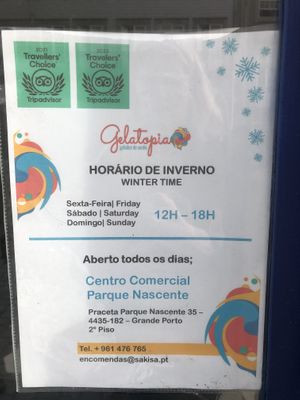 2021
Travellers'
Choice
Tripadvisor
2022
Travellers'
Choice
Tripadvisor
Gelatopia
HORÁRIO DE INVERNO
WINTER TIME
Sexta-Feira| Friday
Sábado | Saturday
Domingo| Sunday
12H – 18H
Aberto todos os dias;
Centro Comercial
Parque Nascente
Praceta Parque Nascente 35 –
4435-182 – Grande Porto
2º Piso
Tel. + 961 476 765
encomendas@sakisa.pt